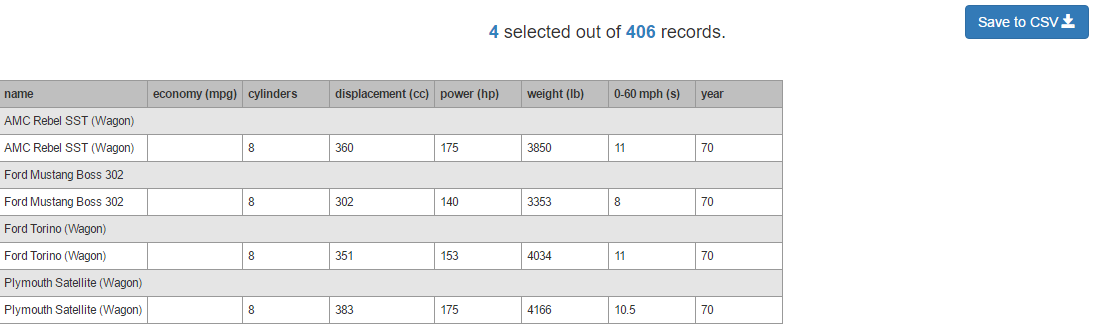 4 selected out of 406 records.
Save to CSV
name economy (mpg) cylinders displacement (cc) power (hp) weight (lb) 0-60 mph (s) year
AMC Rebel SST (Wagon)
AMC Rebel SST (Wagon) 8 360 175 3850 11 70
Ford Mustang Boss 302
Ford Mustang Boss 302 8 302 140 3353 8 70
Ford Torino (Wagon)
Ford Torino (Wagon) 8 351 153 4034 11 70
Plymouth Satellite (Wagon)
Plymouth Satellite (Wagon) 8 383 175 4166 10.5 70